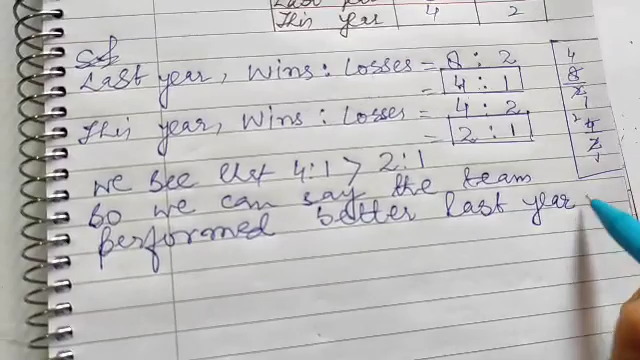 This Year 4 2
Sol
Last year, Wins : Losses = 8 : 2
= 4 : 1
This year, Wins : Losses = 4 : 2
= 2 : 1
We see that 4:1 > 2:1
So we can say the team
performed better last year
4
8
2
1
2
4
2
1